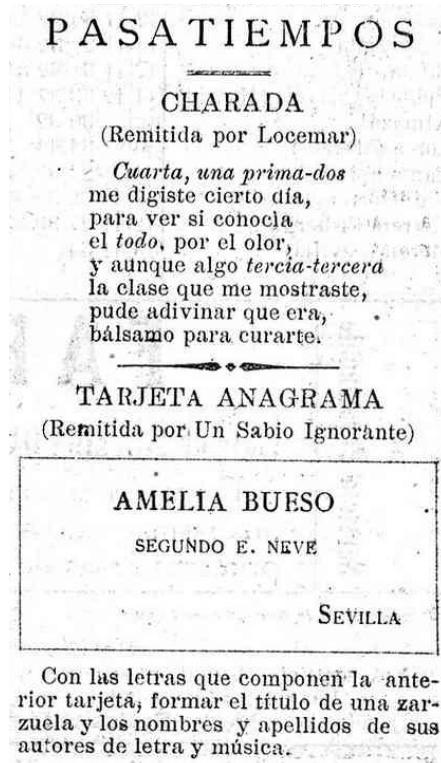 PASATIEMPOS
CHARADA
(Remitida por Locemar)
Cuarta, una prima-dos
me digiste cierto día,
para ver si conocìa
el todo, por el olor,
y aunque algo tercia-tercera
la clase que me mostraste,
pude adivinar que era,
bálsamo para curarte.
TARJETA ANAGRAMA
(Remitida por Un Sabio Ignorante)
AMELIA BUESO
SEGUNDO E. NEVE
SEVILLA
Con las letras que componen la ante-
rior tarjeta, formar el título de una zar-
zuela y los nombres y apellidos de sus
autores de letra y música.